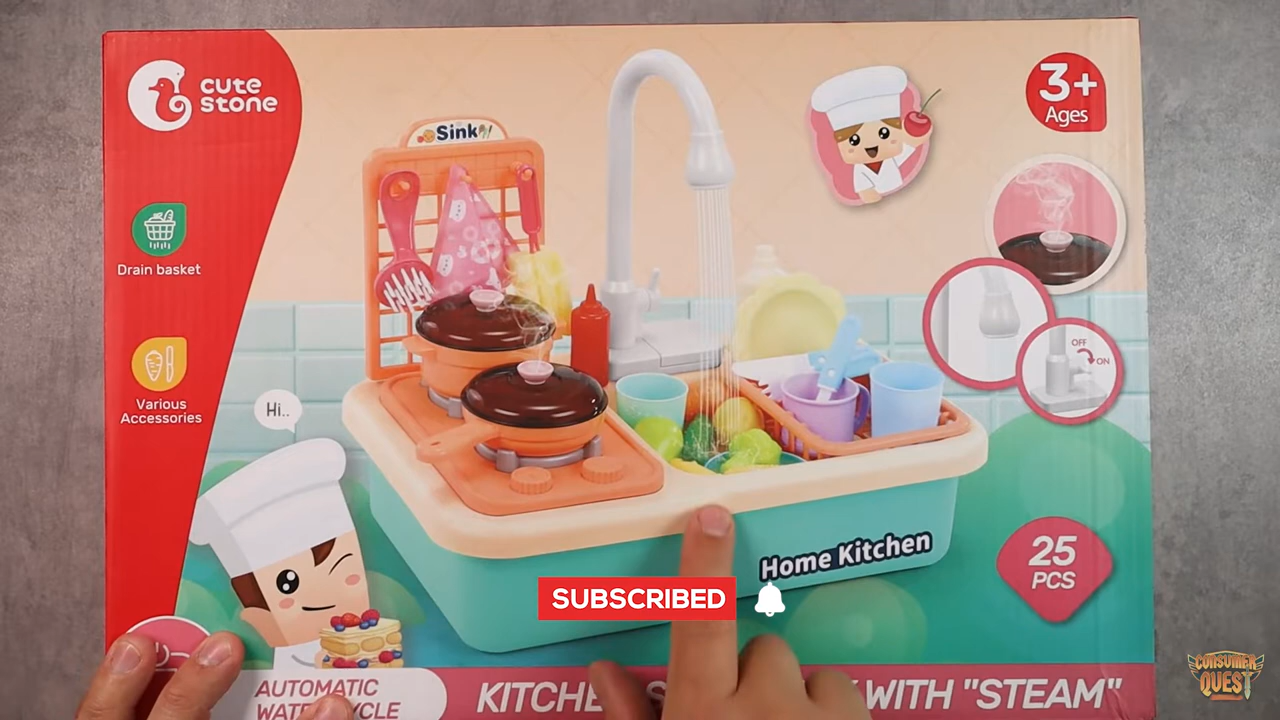 cute
stone
3+
Ages
Sink
Drain basket
OFF
ON
Various
Accessories
Hi..
Home Kitchen
25
PCS
SUBSCRIBED
CONSUMER
QUEST
AUTOMATIC
CYCLE
WITH "STEAM"